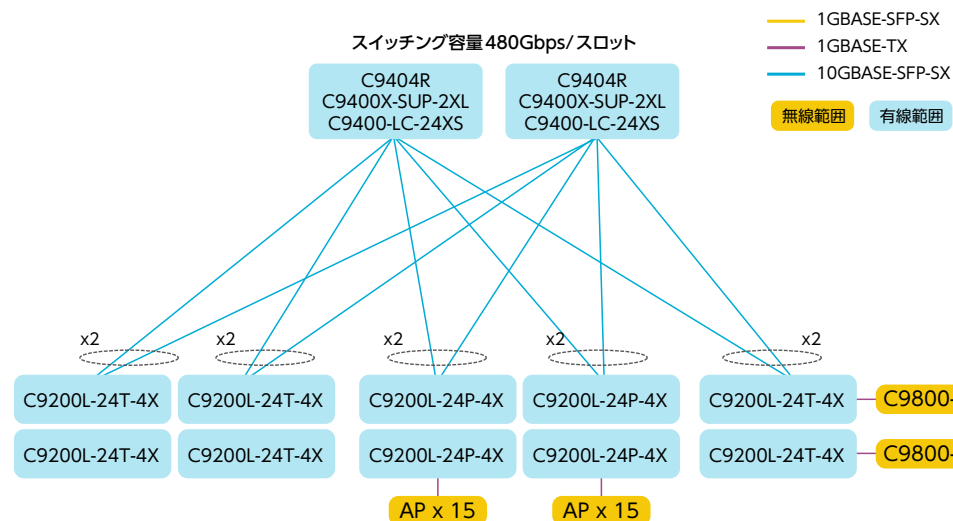 1GBASE-SFP-SX
1GBASE-TX
10GBASE-SFP-SX
無線範囲 有線範囲
スイッチング容量480Gbps/スロット
C9404R
C9400X-SUP-2XL
C9400-LC-24XS
C9404R
C9400X-SUP-2XL
C9400-LC-24XS
x2 x2 x2 x2 x2
C9200L-24T-4X C9200L-24T-4X C9200L-24P-4X C9200L-24P-4X C9200L-24T-4X C9800-
C9200L-24T-4X C9200L-24T-4X C9200L-24P-4X C9200L-24P-4X C9200L-24T-4X C9800-
AP x 15 AP x 15